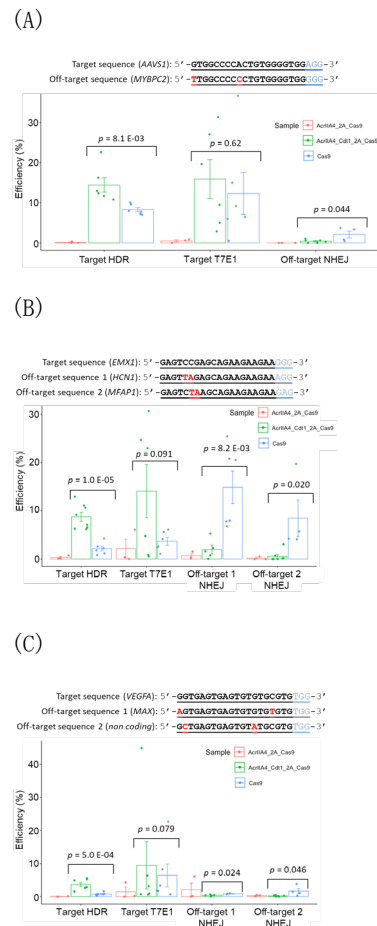 (A)
Target sequence (AAVS1): 5' -GTGGCCCCACTGTGGGGTGGAGG-3'
Off-target sequence (MYBPC2): 5' -TTGGCCCCCCTGTGGGGTGGGGG-3'
Sample
AcrIIA4_2A_Cas9
AcrIIA4_Cdt1_2A_Cas9
Cas9
Efficiency (%)
30
20
10
0
p = 8.1 E-03
p = 0.62
p = 0.044
Target HDR
Target T7E1
Off-target NHEJ
(B)
Target sequence (EMX1): 5' -GAGTCCGAGCAGAAGAAGAAGGG-3'
Off-target sequence 1 (HCN1): 5' -GAGTTAGAGCAGAAGAAGAAAGG-3'
Off-target sequence 2 (MFAP1): 5' -GAGTCTAAGCAGAAGAAGAAGAG-3'
Sample
AcrIIA4_2A_Cas9
AcrIIA4_Cdt1_2A_Cas9
Cas9
Efficiency (%)
30
20
10
0
p = 1.0 E-05
p = 0.091
p = 8.2 E-03
p = 0.020
Target HDR
Target T7E1
Off-target 1
NHEJ
Off-target 2
NHEJ
(C)
Target sequence (VEGFA): 5' -GGTGAGTGAGTGTGTGCGTGTGG-3'
Off-target sequence 1 (MAX): 5' -AGTGAGTGAGTGTGTGTGTGTGG-3'
Off-target sequence 2 (non coding): 5' -GCTGAGTGAGTGTATGCGTGTGG-3'
Sample
AcrIIA4_2A_Cas9
AcrIIA4_Cdt1_2A_Cas9
Cas9
Efficiency (%)
40
30
20
10
0
p = 5.0 E-04
p = 0.079
p = 0.024
p = 0.046
Target HDR
Target T7E1
Off-target 1
NHEJ
Off-target 2
NHEJ